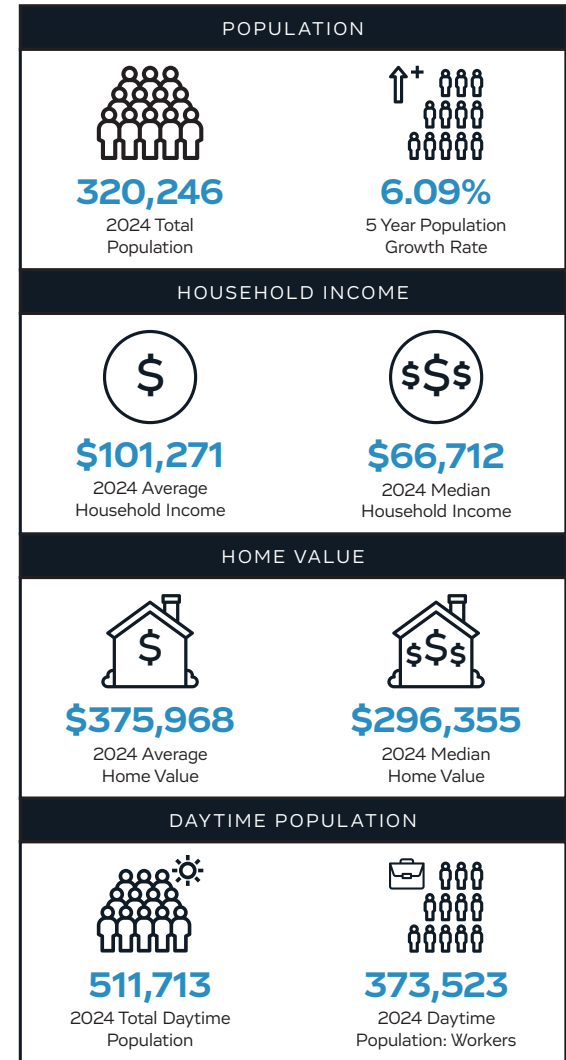 POPULATION
320,246
2024 Total
Population
6.09%
5 Year Population
Growth Rate
HOUSEHOLD INCOME
$
$101,271
2024 Average
Household Income
$$$
$66,712
2024 Median
Household Income
HOME VALUE
$
$375,968
2024 Average
Home Value
$$$
$296,355
2024 Median
Home Value
DAYTIME POPULATION
511,713
2024 Total Daytime
Population
373,523
2024 Daytime
Population: Workers